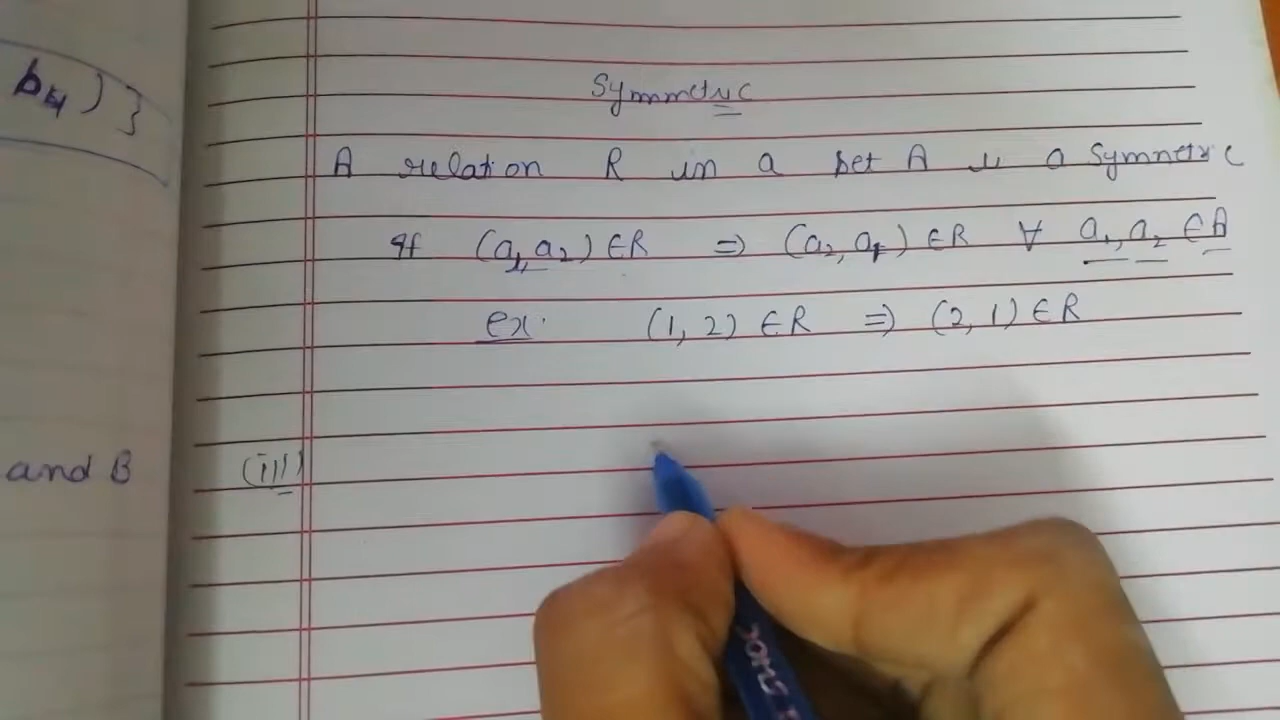 b4)}
and B
Symmetric
A relation R in a set A is a Symmetric
If (a1, a2) ∈R ⇒ (a2, a1) ∈R ∀ a1, a2 ∈A
ex. (1, 2) ∈R ⇒ (2, 1) ∈R
(iii)